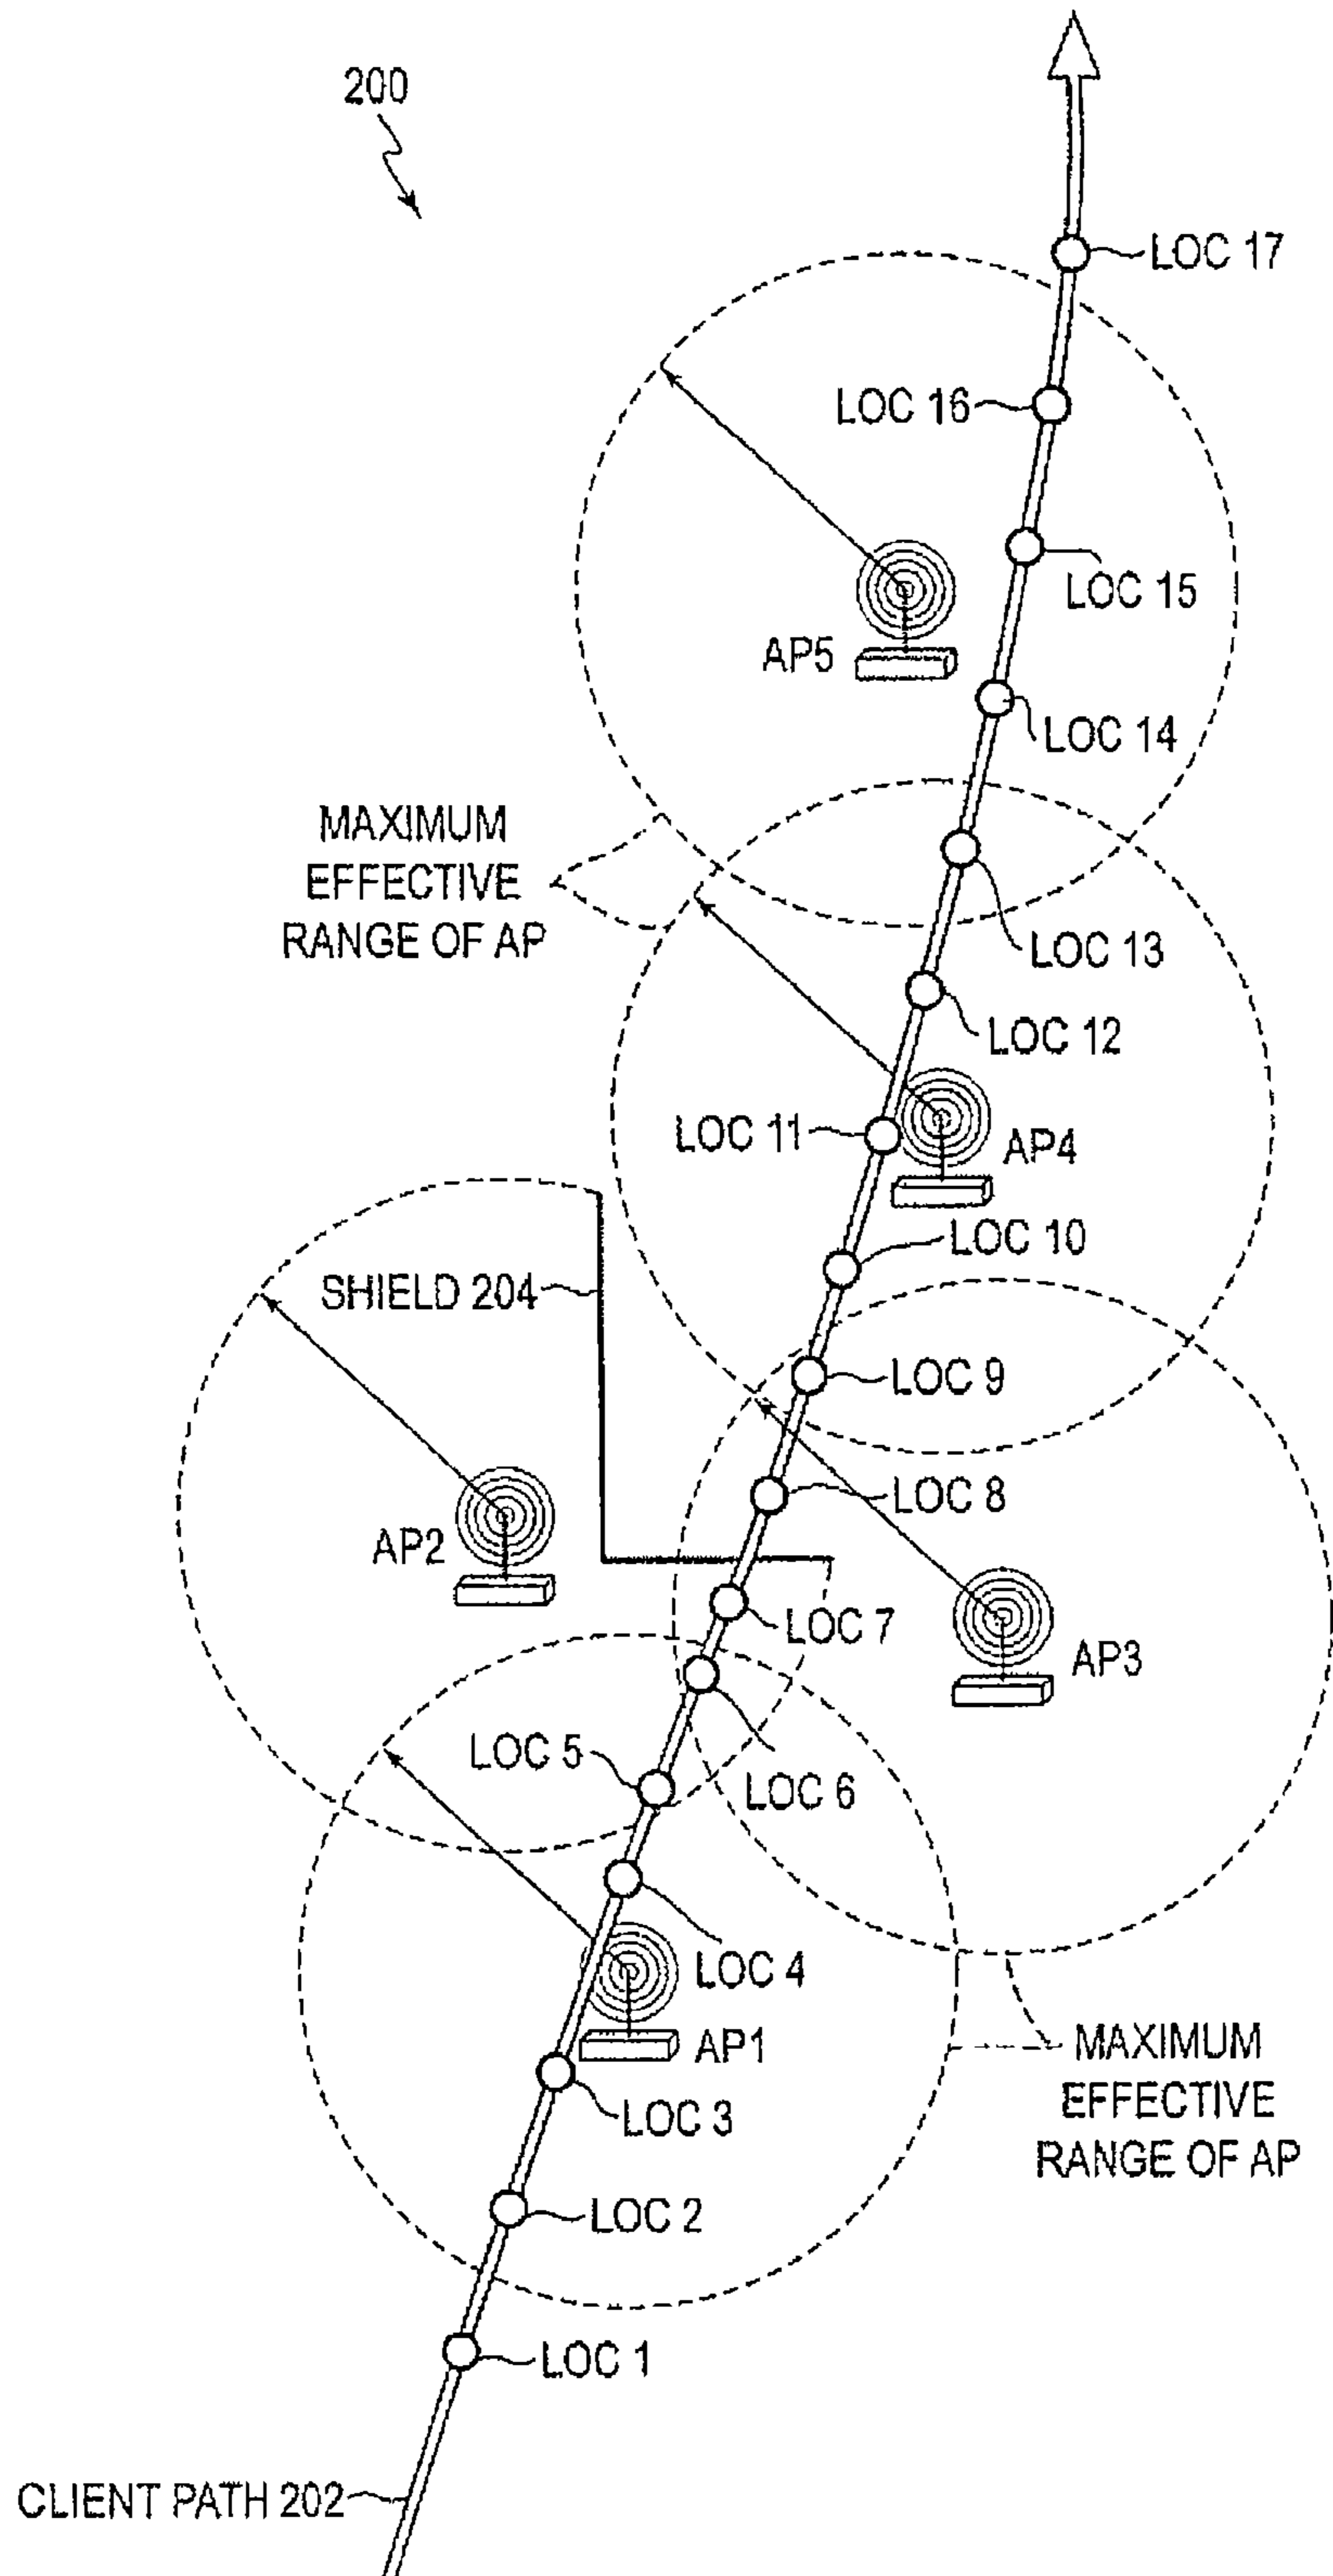 200
LOC 17
LOC 16
LOC 15
AP5
LOC 14
MAXIMUM
EFFECTIVE
RANGE OF AP
LOC 13
LOC 12
LOC 11
AP4
LOC 10
SHIELD 204
LOC 9
LOC 8
AP2
LOC 7
AP3
LOC 5
LOC 6
LOC 4
AP1
MAXIMUM
EFFECTIVE
RANGE OF AP
LOC 3
LOC 2
LOC 1
CLIENT PATH 202